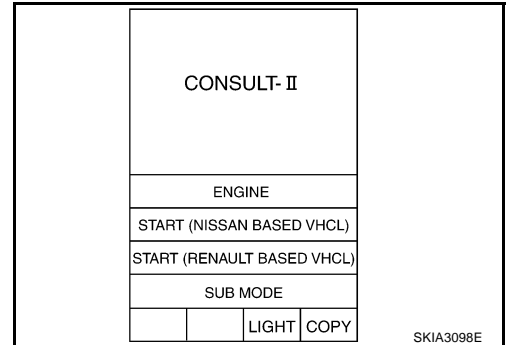 CONSULT-II
ENGINE
START (NISSAN BASED VHCL)
START (RENAULT BASED VHCL)
SUB MODE
LIGHT COPY
SKIA3098E